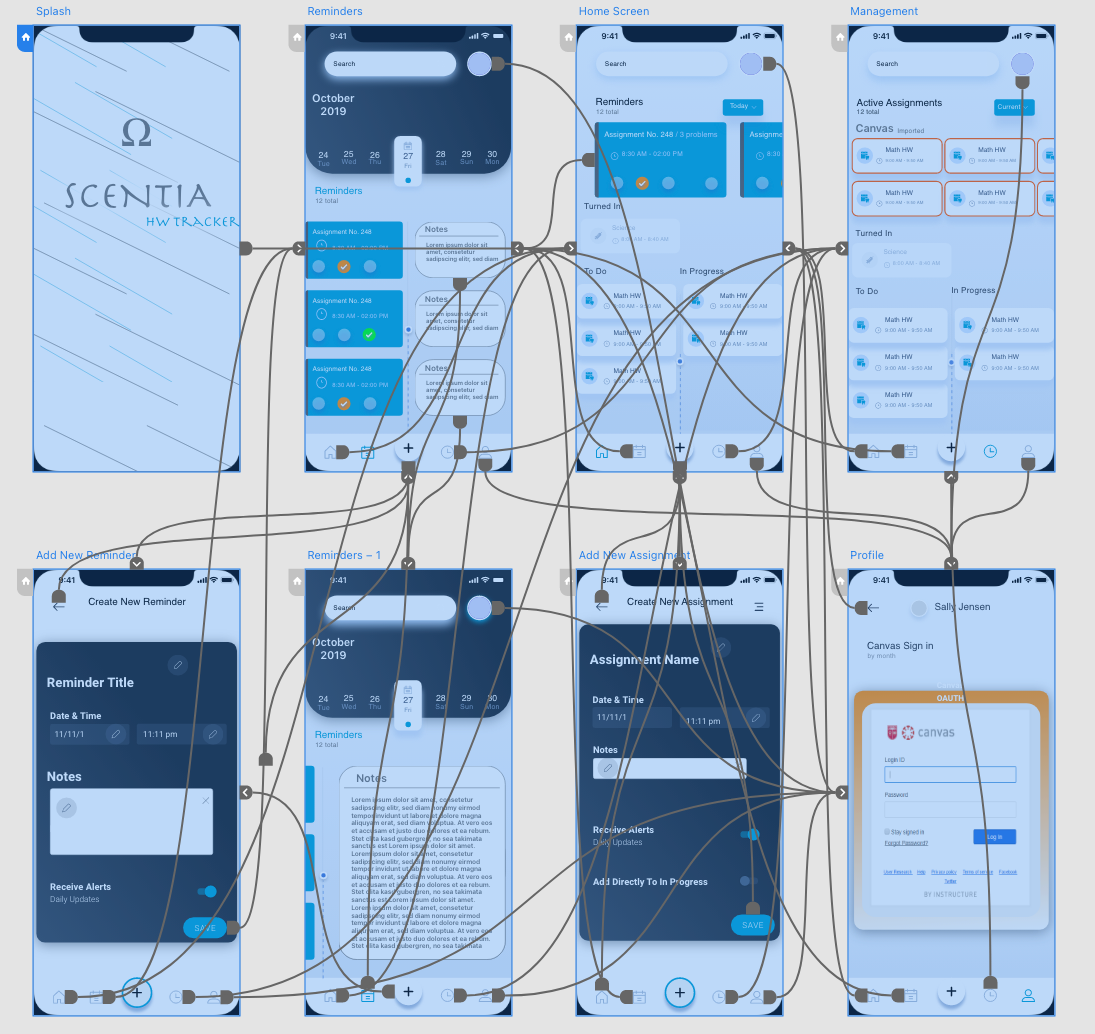 Splash
Ω
SCENTIA
HW TRACKER
Reminders
9:41
Search
October
2019
24 25 26 27 28 29 30
Tue Wed Thu Fri Sat Sun Mon
Reminders
12 total
Assignment No. 248
8:30 AM - 02:00 PM
Notes
Lorem ipsum dolor sit
amet, consetetur
sadipscing elitr, sed diam
Assignment No. 248
8:30 AM - 02:00 PM
Notes
Lorem ipsum dolor sit
amet, consetetur
sadipscing elitr, sed diam
Assignment No. 248
8:30 AM - 02:00 PM
Notes
Lorem ipsum dolor sit
amet, consetetur
sadipscing elitr, sed diam
+
Home Screen
9:41
Search
Reminders
12 total
Today
Assignment No. 248 / 3 problems
8:30 AM - 02:00 PM
Assignme
8:30
Turned In
Science
8:00 AM - 8:40 AM
To Do
In Progress
Math HW
9:00 AM - 9:50 AM
Math HW
9:00 AM - 9:50 AM
Math HW
9:00 AM - 9:50 AM
Math HW
9:00 AM - 9:50 AM
Math HW
9:00 AM - 9:50 AM
+
Management
9:41
Search
Active Assignments
12 total
Current
Canvas Imported
Math HW
9:00 AM - 9:50 AM
Math HW
9:00 AM - 9:50 AM
Math HW
9:00 AM - 9:50 AM
Math HW
9:00 AM - 9:50 AM
Turned In
Science
8:00 AM - 8:40 AM
To Do
In Progress
Math HW
9:00 AM - 9:50 AM
Math HW
9:00 AM - 9:50 AM
Math HW
9:00 AM - 9:50 AM
Math HW
9:00 AM - 9:50 AM
Math HW
9:00 AM - 9:50 AM
+
Add New Reminder
9:41
Create New Reminder
Reminder Title
Date & Time
11/11/1
11:11 pm
Notes
Receive Alerts
Daily Updates
SAVE
+
Reminders – 1
9:41
Search
October
2019
24 25 26 27 28 29 30
Tue Wed Thu Fri Sat Sun Mon
Reminders
12 total
Notes
Lorem ipsum dolor sit amet, consetetur
sadipscing elitr, sed diam nonumy eirmod
tempor invidunt ut labore et dolore magna
aliquyam erat, sed diam voluptua. At vero eos
et accusam et justo duo dolores et ea rebum.
Stet clita kasd gubergren, no sea takimata
sanctus est Lorem ipsum dolor sit amet.
Lorem ipsum dolor sit amet, consetetur
sadipscing elitr, sed diam nonumy eirmod
tempor invidunt ut labore et dolore magna
aliquyam erat, sed diam voluptua. At vero eos
et accusam et justo duo dolores et ea rebum.
Stet clita kasd gubergren, no sea takimata
sanctus est Lorem ipsum dolor sit amet.
Lorem ipsum dolor sit amet, consetetur
sadipscing elitr, sed diam nonumy eirmod
tempor invidunt ut labore et dolore magna
aliquyam erat, sed diam voluptua. At vero eos
et accusam et justo duo dolores et ea rebum.
Stet clita kasd gubergren, no sea takimata
+
Add New Assignment
9:41
Create New Assignment
Assignment Name
Date & Time
11/11/1
11:11 pm
Notes
Receive Alerts
Daily Updates
Add Directly To In Progress
SAVE
+
Profile
9:41
Sally Jensen
Canvas Sign in
by month
OAUTH
canvas
Login ID
Password
Stay signed in
Forgot Password?
Log In
User Research Help Privacy policy Terms of service Facebook
Twitter
BY INSTRUCTURE
+